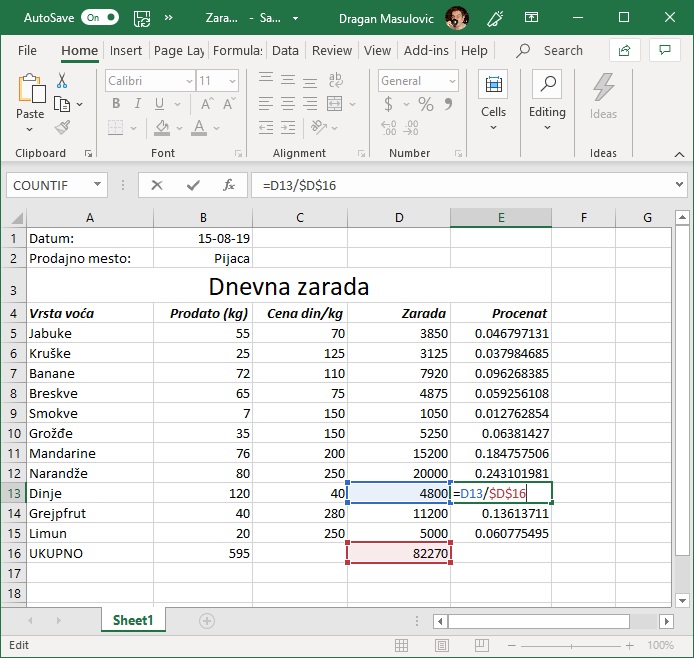 AutoSave On » Zara... - Sa... Dragan Masulovic
File Home Insert Page Lay Formula: Data Review View Add-ins Help Search
Calibri 11 General
Paste Cells Editing Ideas
B I U A A ab c $ %
Clipboard Font Alignment Number Ideas
COUNTIF fx =D13/$D$16
A B C D E F G
1 Datum: 15-08-19
2 Prodajno mesto: Pijaca
3 Dnevna zarada
4 Vrsta voća Prodato (kg) Cena din/kg Zarada Procenat
5 Jabuke 55 70 3850 0.046797131
6 Kruške 25 125 3125 0.037984685
7 Banane 72 110 7920 0.096268385
8 Breskve 65 75 4875 0.059256108
9 Smokve 7 150 1050 0.012762854
10 Grožđe 35 150 5250 0.06381427
11 Mandarine 76 200 15200 0.184757506
12 Narandže 80 250 20000 0.243101981
13 Dinje 120 40 4800 =D13/$D$16
14 Grejpfrut 40 280 11200 0.13613711
15 Limun 20 250 5000 0.060775495
16 UKUPNO 595 82270
17
18
Sheet1
Edit 100%